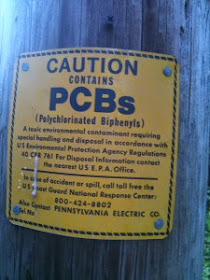 CAUTION
CONTAINS
PCBs
(Polychlorinated Biphenyls)
A toxic environmental contaminant requiring
special handling and disposal in accordance with
U.S. Environmental Protection Agency Regulations
40 CFR 761 For Disposal Information contact
the nearest U.S. E.P.A. Office.
In case of accident or spill, call toll free the
U.S. Coast Guard National Response Center:
800-424-8802
Also Contact PENNSYLVANIA ELECTRIC CO.
Tel. No.